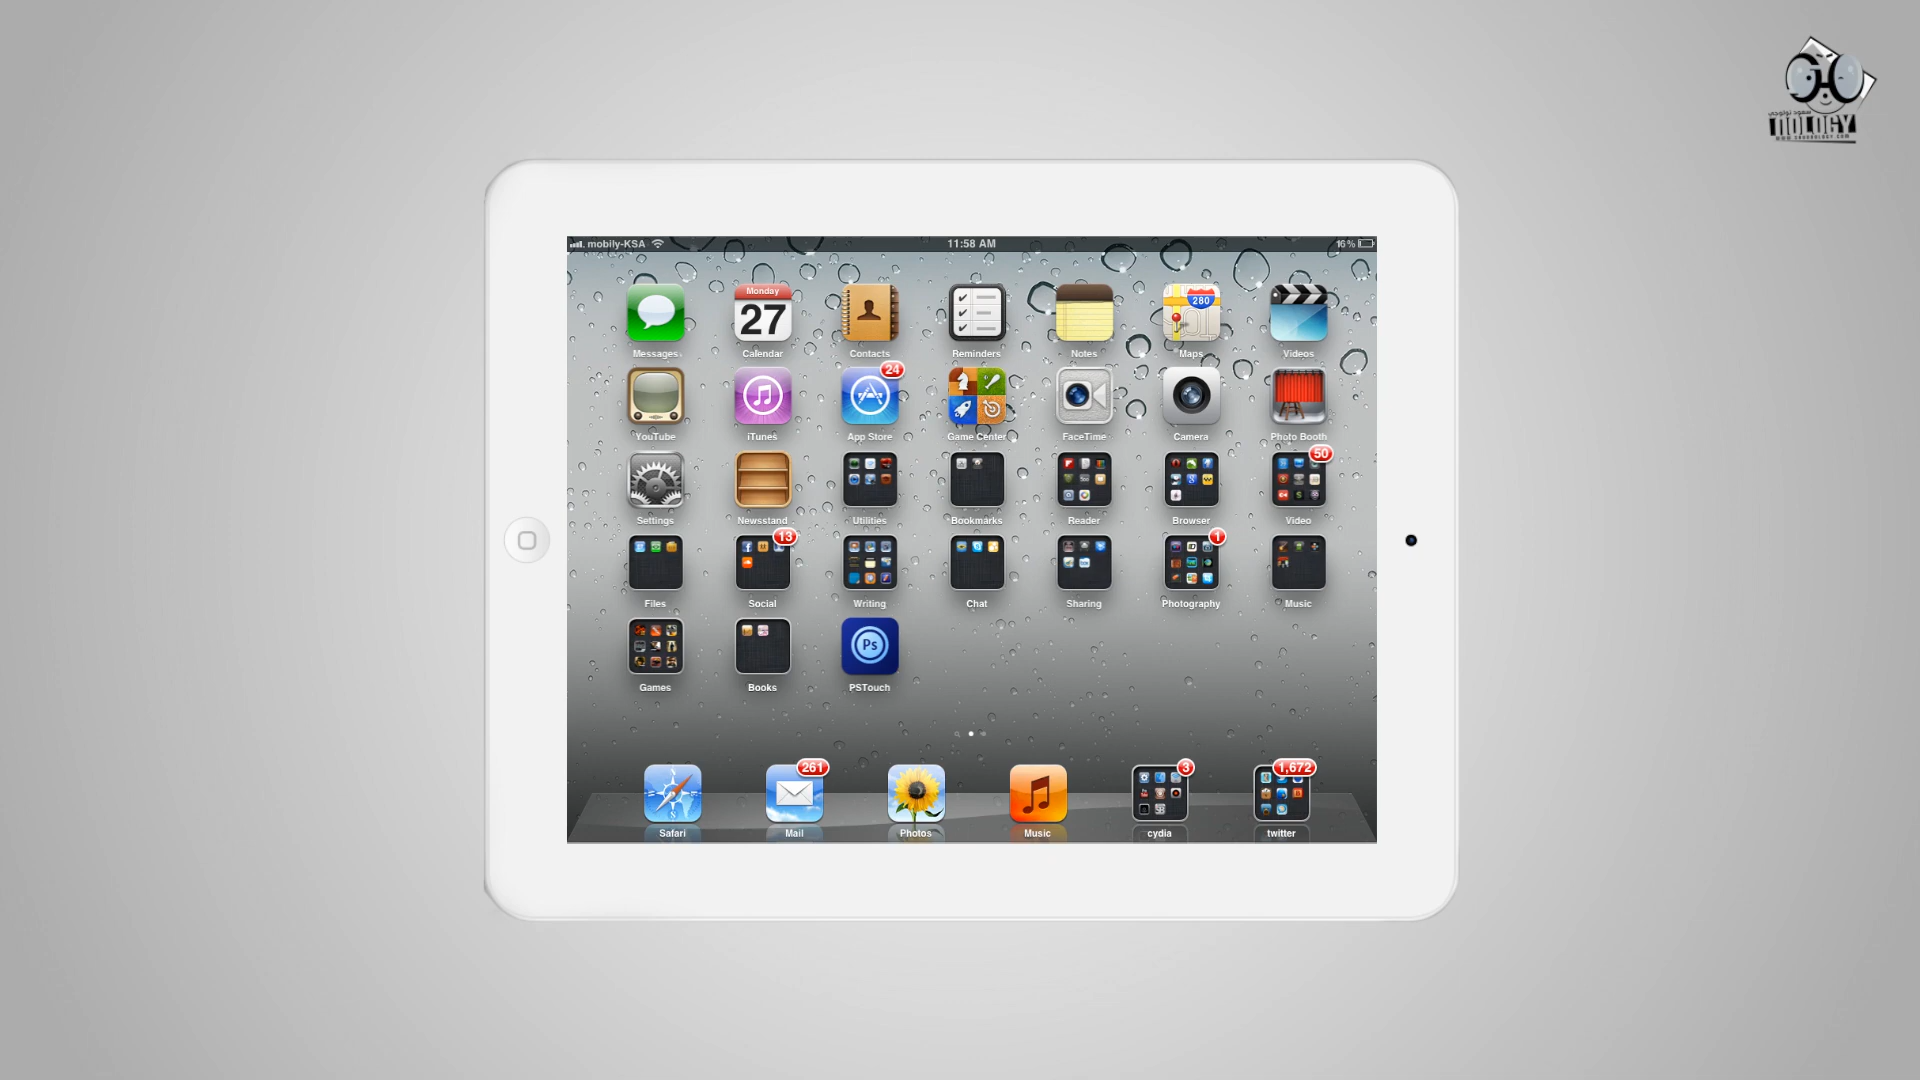 سعود نولوجي
NOLOGY
mobily-KSA
11:58 AM
16%
Monday
27
280
Messages
Calendar
Contacts
Reminders
Notes
Maps
Videos
24
YouTube
iTunes
App Store
Game Center
FaceTime
Camera
Photo Booth
50
Settings
Newsstand
Utilities
Bookmarks
Reader
Browser
Video
13
1
Files
Social
Writing
Chat
Sharing
Photography
Music
Ps
Games
Books
PSTouch
261
3
1,672
Safari
Mail
Photos
Music
cydia
twitter